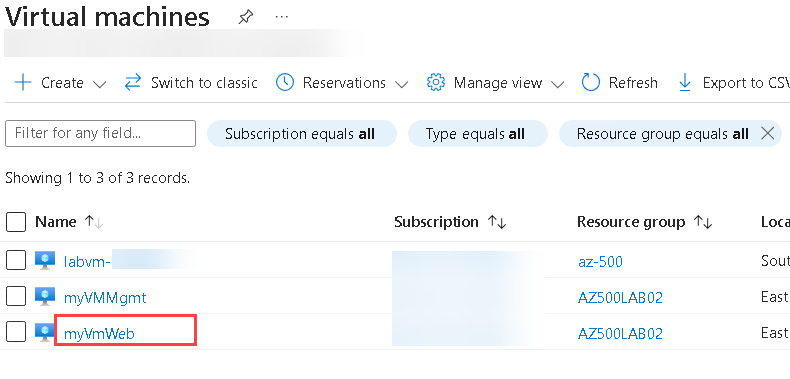 Virtual machines ...
Create Switch to classic Reservations Manage view Refresh Export to CSV
Filter for any field... Subscription equals all Type equals all Resource group equals all
Showing 1 to 3 of 3 records.
Name Subscription Resource group Loca
labvm- az-500 Sout
myVMMgmt AZ500LAB02 East
myVmWeb AZ500LAB02 East